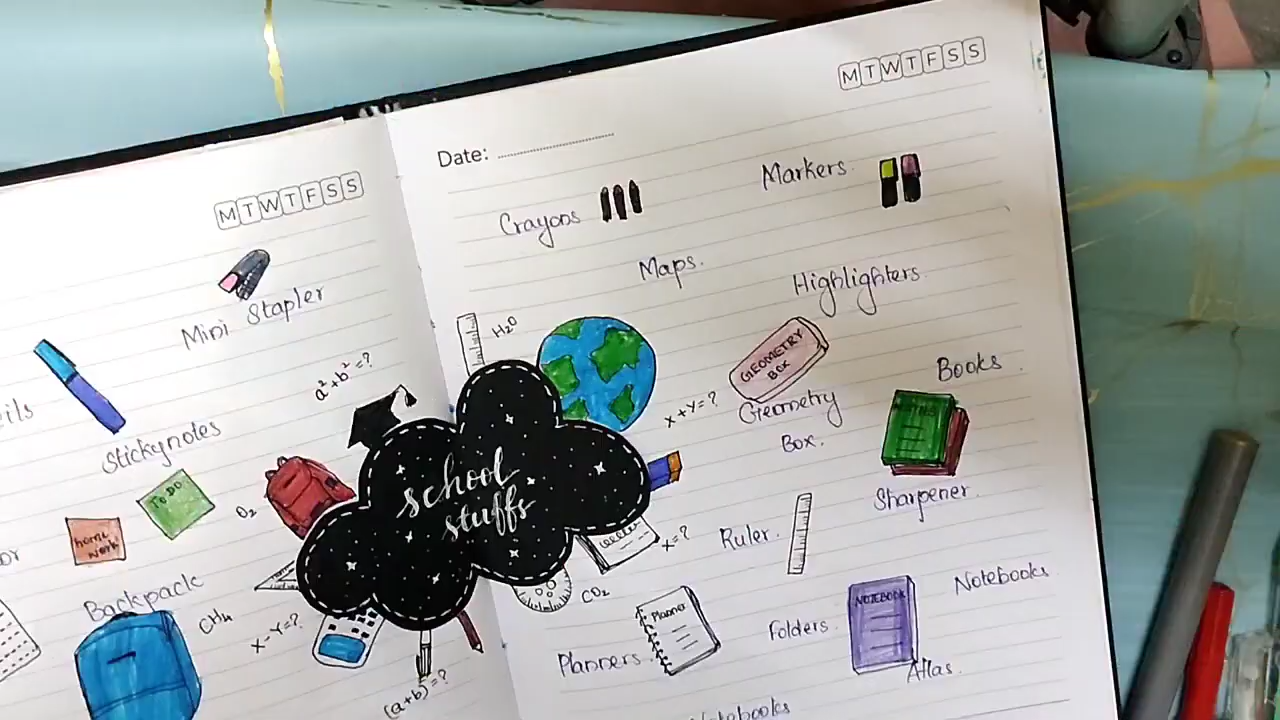 MTWTFSS
Mini Stapler
a²+b²=?
Stickynotes
TO DO
home
work
O₂
Backpack
CH₄
x-y=?
(a+b)=?
school
stuffs
MTWTFSS
Date:
Crayons
Markers.
Maps.
Highlighters.
H₂O
GEOMETRY
BOX
Geometry
Box.
x+y=?
Books
Sharpener.
Ruler.
x=?
CO₂
Planner
Planners.
Folders.
NOTEBOOK
Notebooks
Atlas.
Notebooks